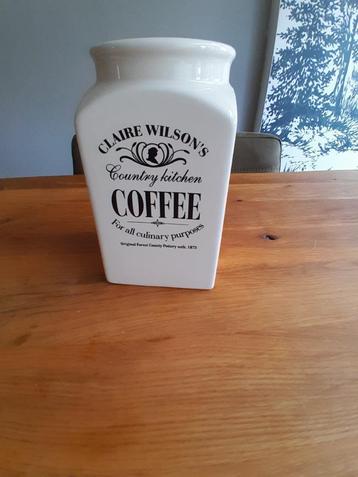 CLAIRE WILSON'S
Country kitchen
COFFEE
For all culinary purposes
Original Forest County Pottery estb. 1875